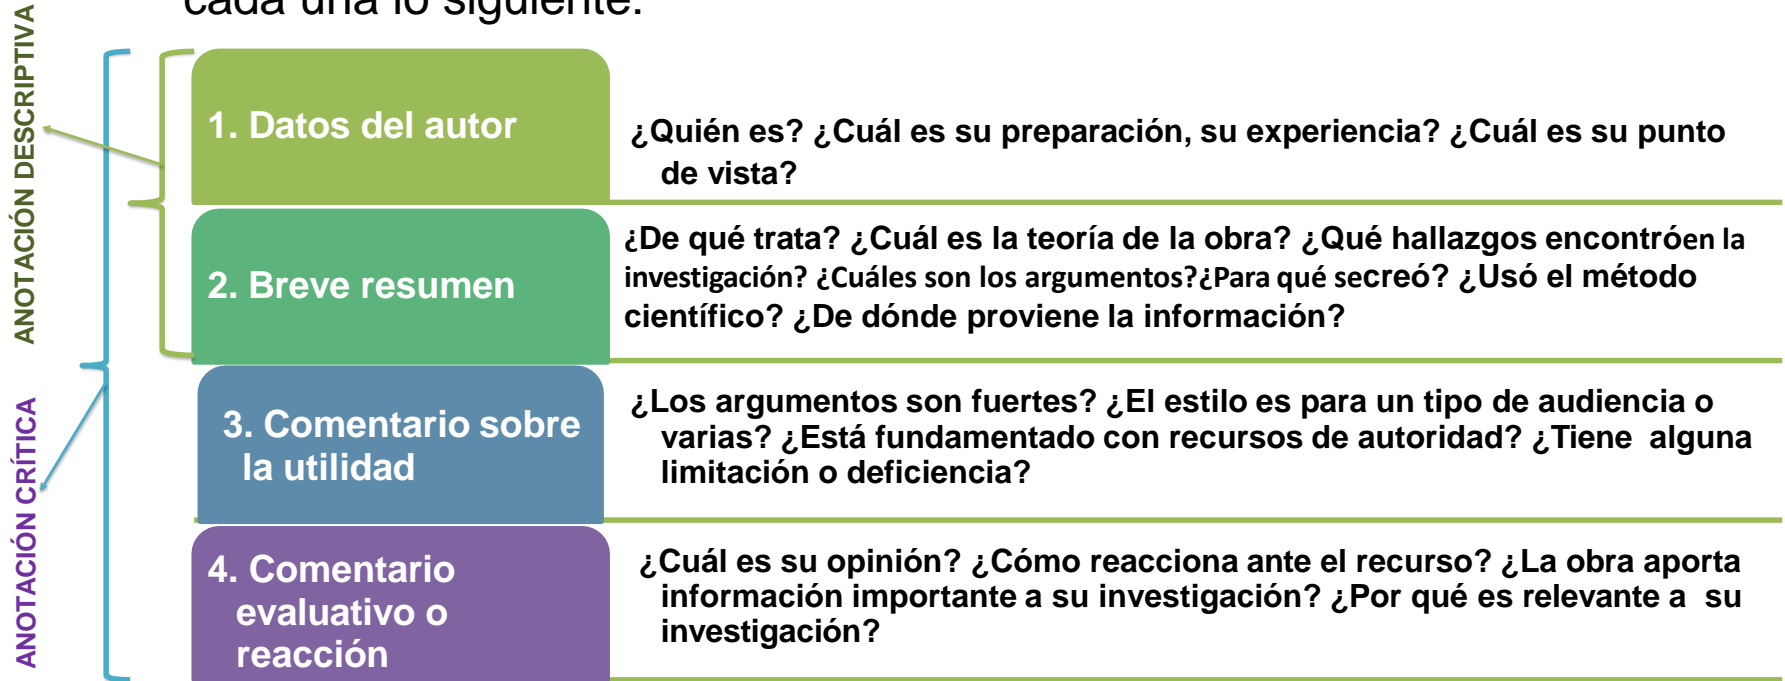 cada una lo siguiente:
ANOTACIÓN DESCRIPTIVA
1. Datos del autor
¿Quién es? ¿Cuál es su preparación, su experiencia? ¿Cuál es su punto
de vista?
2. Breve resumen
¿De qué trata? ¿Cuál es la teoría de la obra? ¿Qué hallazgos encontróen la
investigación? ¿Cuáles son los argumentos?¿Para qué secreó? ¿Usó el método
científico? ¿De dónde proviene la información?
ANOTACIÓN CRÍTICA
3. Comentario sobre
la utilidad
¿Los argumentos son fuertes? ¿El estilo es para un tipo de audiencia o
varias? ¿Está fundamentado con recursos de autoridad? ¿Tiene alguna
limitación o deficiencia?
4. Comentario
evaluativo o
reacción
¿Cuál es su opinión? ¿Cómo reacciona ante el recurso? ¿La obra aporta
información importante a su investigación? ¿Por qué es relevante a su
investigación?